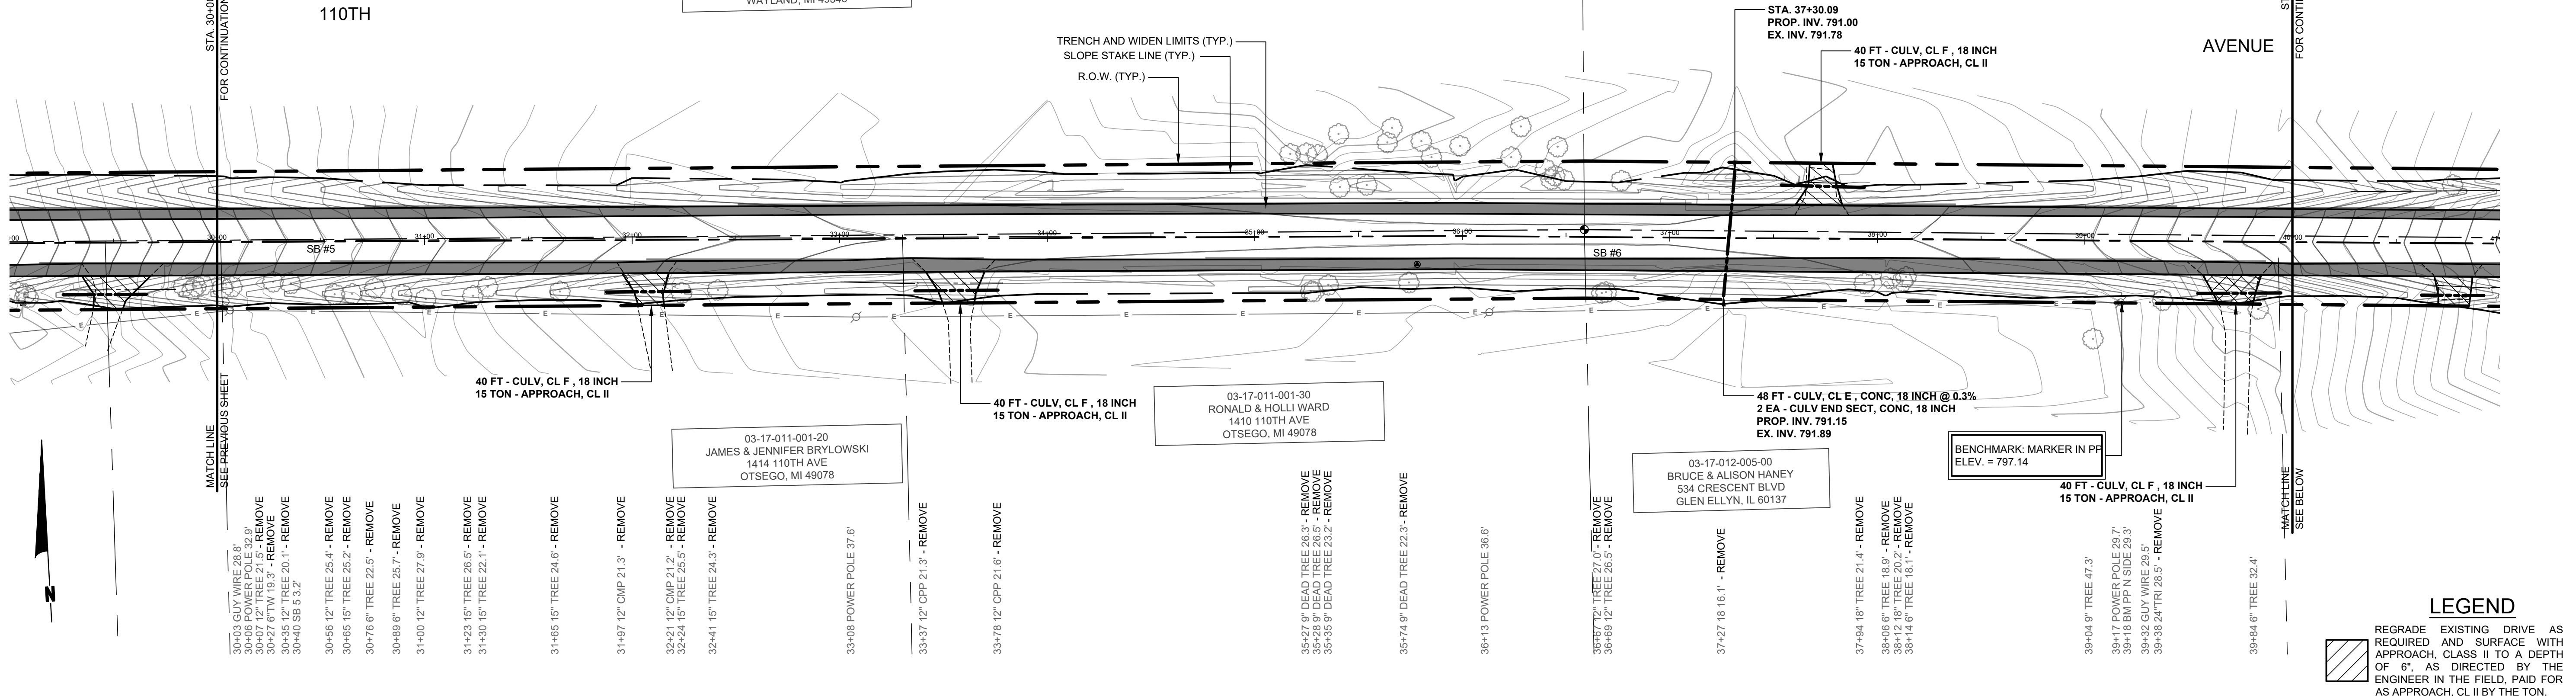 110TH
WAYLAND, MI 49348
STA. 30+00
FOR CONTINUATION
TRENCH AND WIDEN LIMITS (TYP.)
SLOPE STAKE LINE (TYP.)
R.O.W. (TYP.)
STA. 37+30.09
PROP. INV. 791.00
EX. INV. 791.78
40 FT - CULV, CL F , 18 INCH
15 TON - APPROACH, CL II
AVENUE
FOR CONTI
30+00
31+00
32+00
33+00
34+00
35+00
36+00
37+00
38+00
39+00
40+00
SB #5
SB #6
E E E E E E E E E E E E E E E E E E E
40 FT - CULV, CL F , 18 INCH
15 TON - APPROACH, CL II
40 FT - CULV, CL F , 18 INCH
15 TON - APPROACH, CL II
48 FT - CULV, CL E , CONC, 18 INCH @ 0.3%
2 EA - CULV END SECT, CONC, 18 INCH
PROP. INV. 791.15
EX. INV. 791.89
03-17-011-001-20
JAMES & JENNIFER BRYLOWSKI
1414 110TH AVE
OTSEGO, MI 49078
03-17-011-001-30
RONALD & HOLLI WARD
1410 110TH AVE
OTSEGO, MI 49078
03-17-012-005-00
BRUCE & ALISON HANEY
534 CRESCENT BLVD
GLEN ELLYN, IL 60137
BENCHMARK: MARKER IN PP
ELEV. = 797.14
40 FT - CULV, CL F , 18 INCH
15 TON - APPROACH, CL II
MATCH LINE
SEE PREVIOUS SHEET
MATCH LINE
SEE BELOW
N
30+03 GUY WIRE 28.8'
30+06 POWER POLE 32.9'
30+07 12" TREE 21.5' - REMOVE
30+27 6"TW 19.3' - REMOVE
30+35 12" TREE 20.1' - REMOVE
30+40 SB 5 3.2'
30+56 12" TREE 25.4' - REMOVE
30+65 15" TREE 25.2' - REMOVE
30+76 6" TREE 22.5' - REMOVE
30+89 6" TREE 25.7' - REMOVE
31+00 12" TREE 27.9' - REMOVE
31+23 15" TREE 26.5' - REMOVE
31+30 15" TREE 22.1' - REMOVE
31+65 15" TREE 24.6' - REMOVE
31+97 12" CMP 21.3' - REMOVE
32+21 12" CMP 21.2' - REMOVE
32+24 15" TREE 25.5' - REMOVE
32+41 15" TREE 24.3' - REMOVE
33+08 POWER POLE 37.6'
33+37 12" CPP 21.3' - REMOVE
33+78 12" CPP 21.6' - REMOVE
35+27 9" DEAD TREE 26.3' - REMOVE
35+28 9" DEAD TREE 26.5' - REMOVE
35+35 9" DEAD TREE 23.2' - REMOVE
35+74 9" DEAD TREE 22.3' - REMOVE
36+13 POWER POLE 36.6'
36+67 12" TREE 27.0' - REMOVE
36+69 12" TREE 26.5' - REMOVE
37+27 18 16.1' - REMOVE
37+94 18" TREE 21.4' - REMOVE
38+06 6" TREE 18.9' - REMOVE
38+12 18" TREE 20.2' - REMOVE
38+14 6" TREE 18.1' - REMOVE
39+04 9" TREE 47.3'
39+17 POWER POLE 29.7'
39+18 BM PP N SIDE 29.3'
39+32 GUY WIRE 29.5'
39+38 24"TRI 28.5' - REMOVE
39+84 6" TREE 32.4'
LEGEND
REGRADE EXISTING DRIVE AS
REQUIRED AND SURFACE WITH
APPROACH, CLASS II TO A DEPTH
OF 6", AS DIRECTED BY THE
ENGINEER IN THE FIELD, PAID FOR
AS APPROACH, CL II BY THE TON.